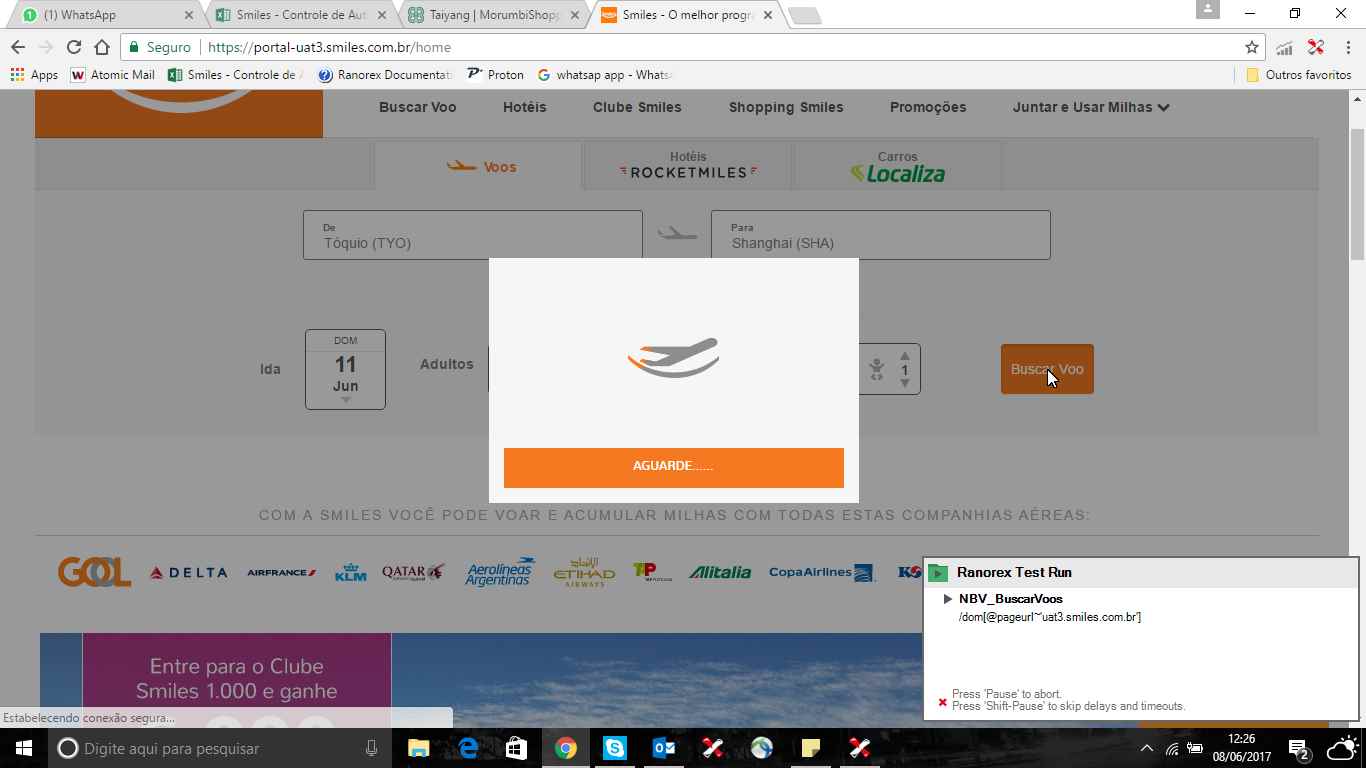 (1) WhatsApp
Smiles - Controle de Aut
Taiyang | MorumbiShopp
Smiles - O melhor progra
Seguro
https://portal-uat3.smiles.com.br/home
Apps
Atomic Mail
Smiles - Controle de A
Ranorex Documentat
Proton
whatsap app - Whats
Outros favoritos
Buscar Voo
Hotéis
Clube Smiles
Shopping Smiles
Promoções
Juntar e Usar Milhas
Voos
Hotéis
ROCKETMILES
Carros
Localiza
De
Tóquio (TYO)
Para
Shanghai (SHA)
Ida
DOM
11
Jun
Adultos
1
Buscar Voo
AGUARDE......
COM A SMILES VOCÊ PODE VOAR E ACUMULAR MILHAS COM TODAS ESTAS COMPANHIAS AÉREAS:
GOL
DELTA
AIRFRANCE
KLM
QATAR
Aerolíneas
Argentinas
الإتحاد
ETIHAD
AIRWAYS
TP
Alitalia
CopaAirlines
Entre para o Clube
Smiles 1.000 e ganhe
Ranorex Test Run
NBV_BuscarVoos
/dom[@pageurl~'uat3.smiles.com.br']
Press 'Pause' to abort.
Press 'Shift-Pause' to skip delays and timeouts.
Estabelecendo conexão segura...
Digite aqui para pesquisar
12:26
08/06/2017
2